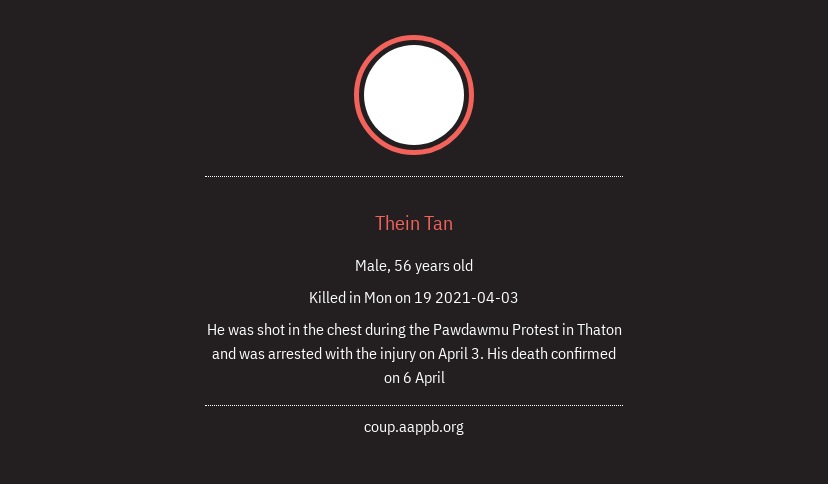 Thein Tan
Male, 56 years old
Killed in Mon on 19 2021-04-03
He was shot in the chest during the Pawdawmu Protest in Thaton
and was arrested with the injury on April 3. His death confirmed
on 6 April
coup.aappb.org